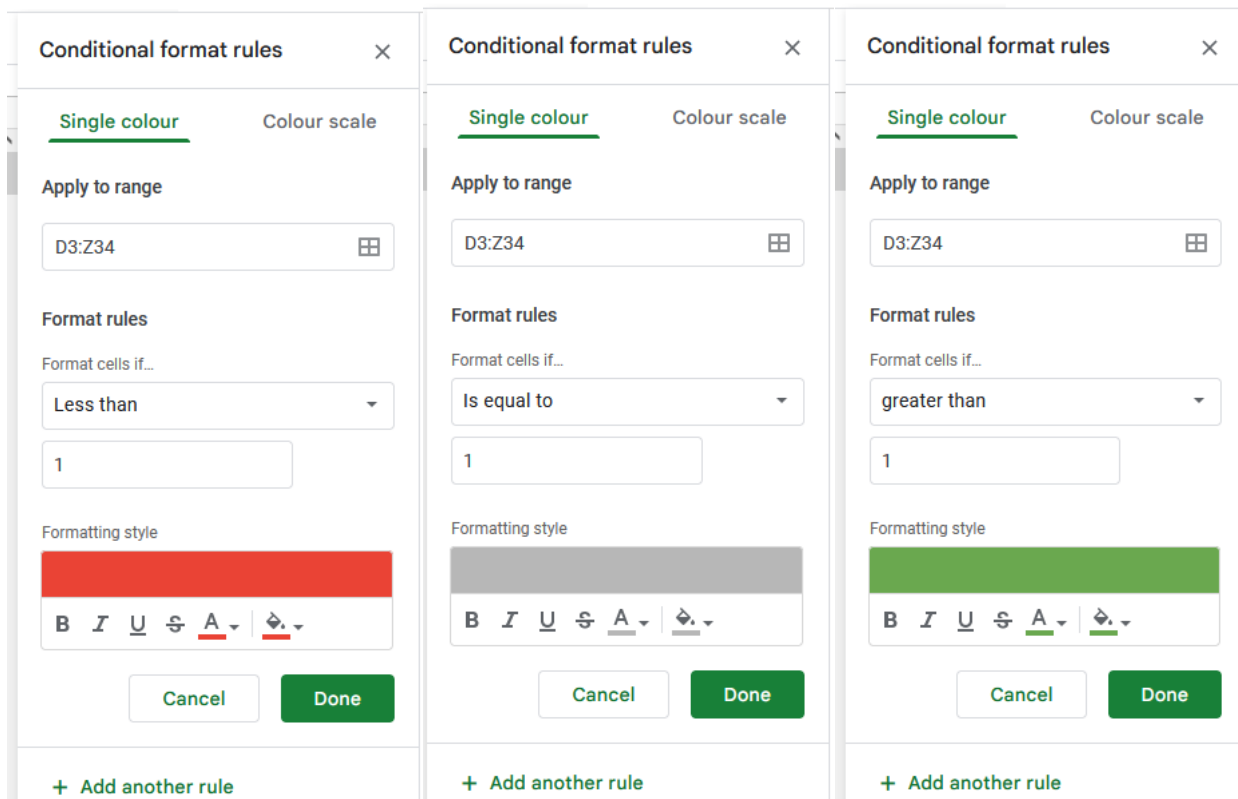 Conditional format rules
Single colour Colour scale
Apply to range
D3:Z34
Format rules
Format cells if…
Less than
1
Formatting style
B I U S A
Cancel Done
+ Add another rule
Conditional format rules
Single colour Colour scale
Apply to range
D3:Z34
Format rules
Format cells if…
Is equal to
1
Formatting style
B I U S A
Cancel Done
+ Add another rule
Conditional format rules
Single colour Colour scale
Apply to range
D3:Z34
Format rules
Format cells if…
greater than
1
Formatting style
B I U S A
Cancel Done
+ Add another rule